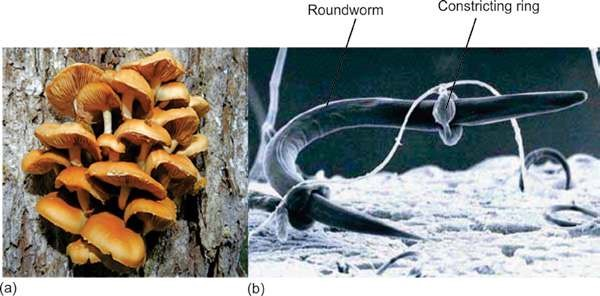 Roundworm
Constricting ring
(a)
(b)